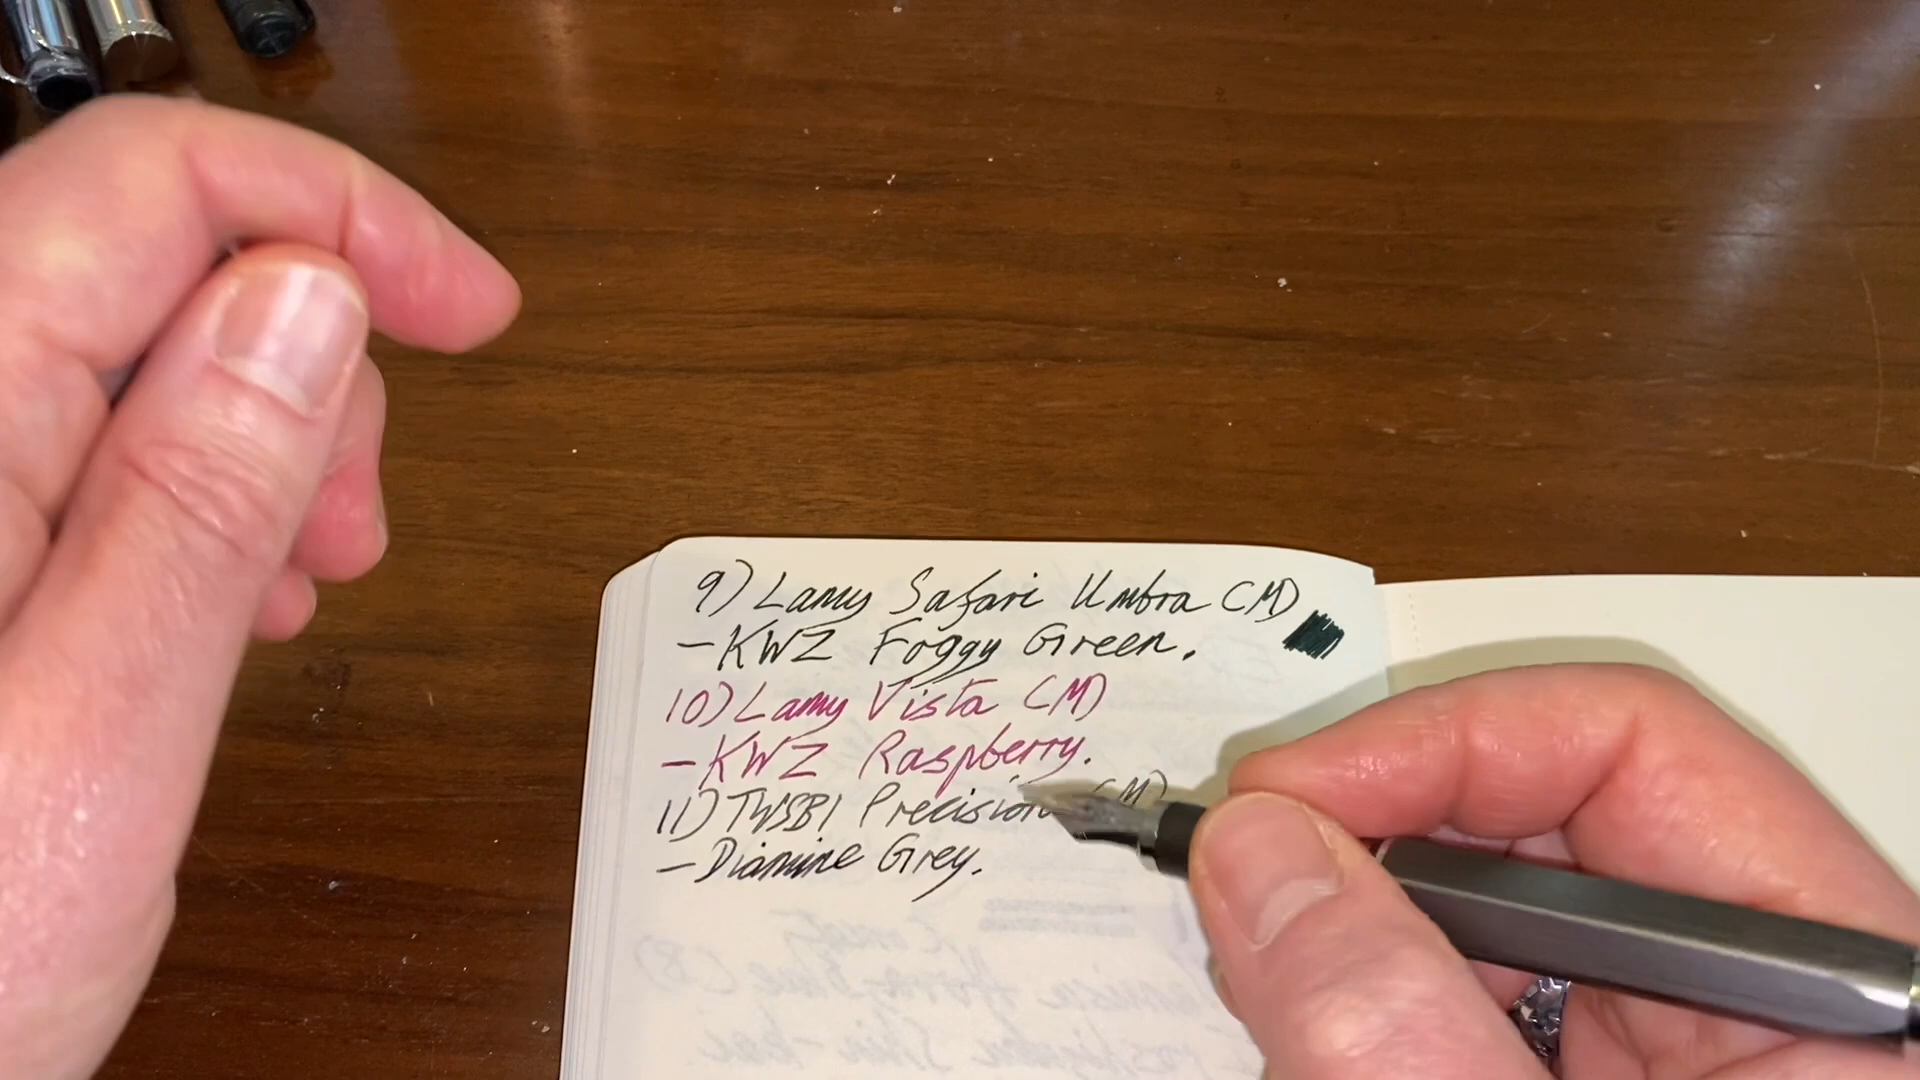 9) Lamy Safari Umbra (M)
-KWZ Foggy Green.
10) Lamy Vista (M)
-KWZ Raspberry.
11) TWSBI Precision (M)
-Diamine Grey.